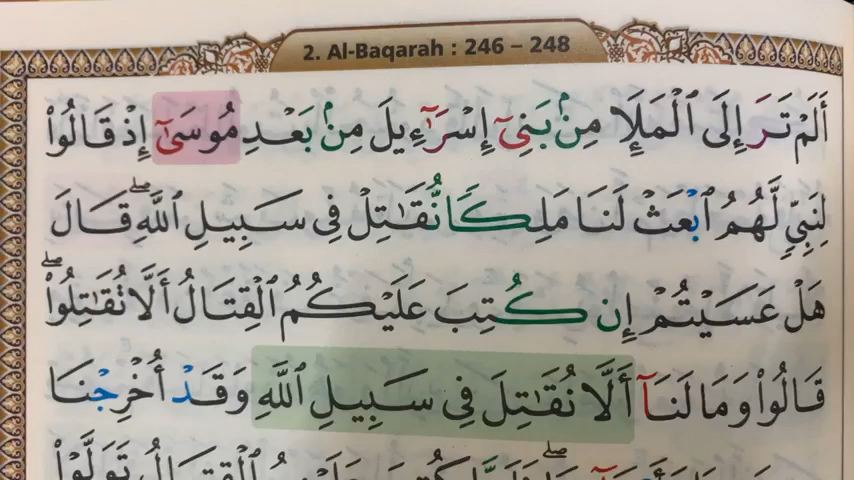 2. Al-Baqarah : 246 – 248
أَلَمْ تَرَ إِلَى ٱلْمَلَإِ مِنۢ بَنِىٓ إِسْرَٰٓءِيلَ مِنۢ بَعْدِ مُوسَىٰٓ إِذْ قَالُوا۟
لِنَبِىٍّ لَّهُمُ ٱبْعَثْ لَنَا مَلِكًا نُّقَٰتِلْ فِى سَبِيلِ ٱللَّهِ ۖ قَالَ
هَلْ عَسَيْتُمْ إِن كُتِبَ عَلَيْكُمُ ٱلْقِتَالُ أَلَّا تُقَٰتِلُوا۟ ۖ
قَالُوا۟ وَمَا لَنَآ أَلَّا نُقَٰتِلَ فِى سَبِيلِ ٱللَّهِ وَقَدْ أُخْرِجْنَا